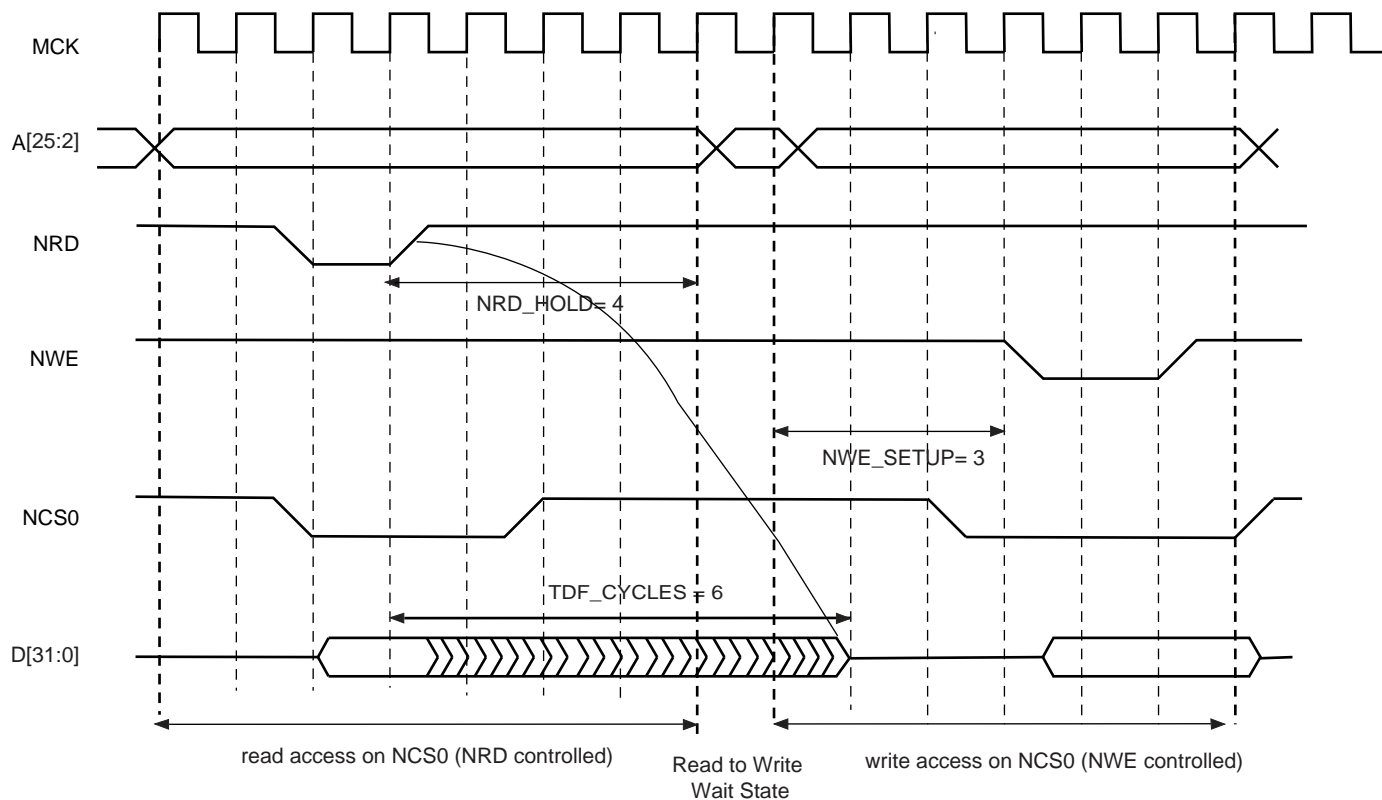 MCK
A[25:2]
NRD
NRD_HOLD= 4
NWE
NWE_SETUP= 3
NCS0
TDF_CYCLES = 6
D[31:0]
read access on NCS0 (NRD controlled)
Read to Write
Wait State
write access on NCS0 (NWE controlled)